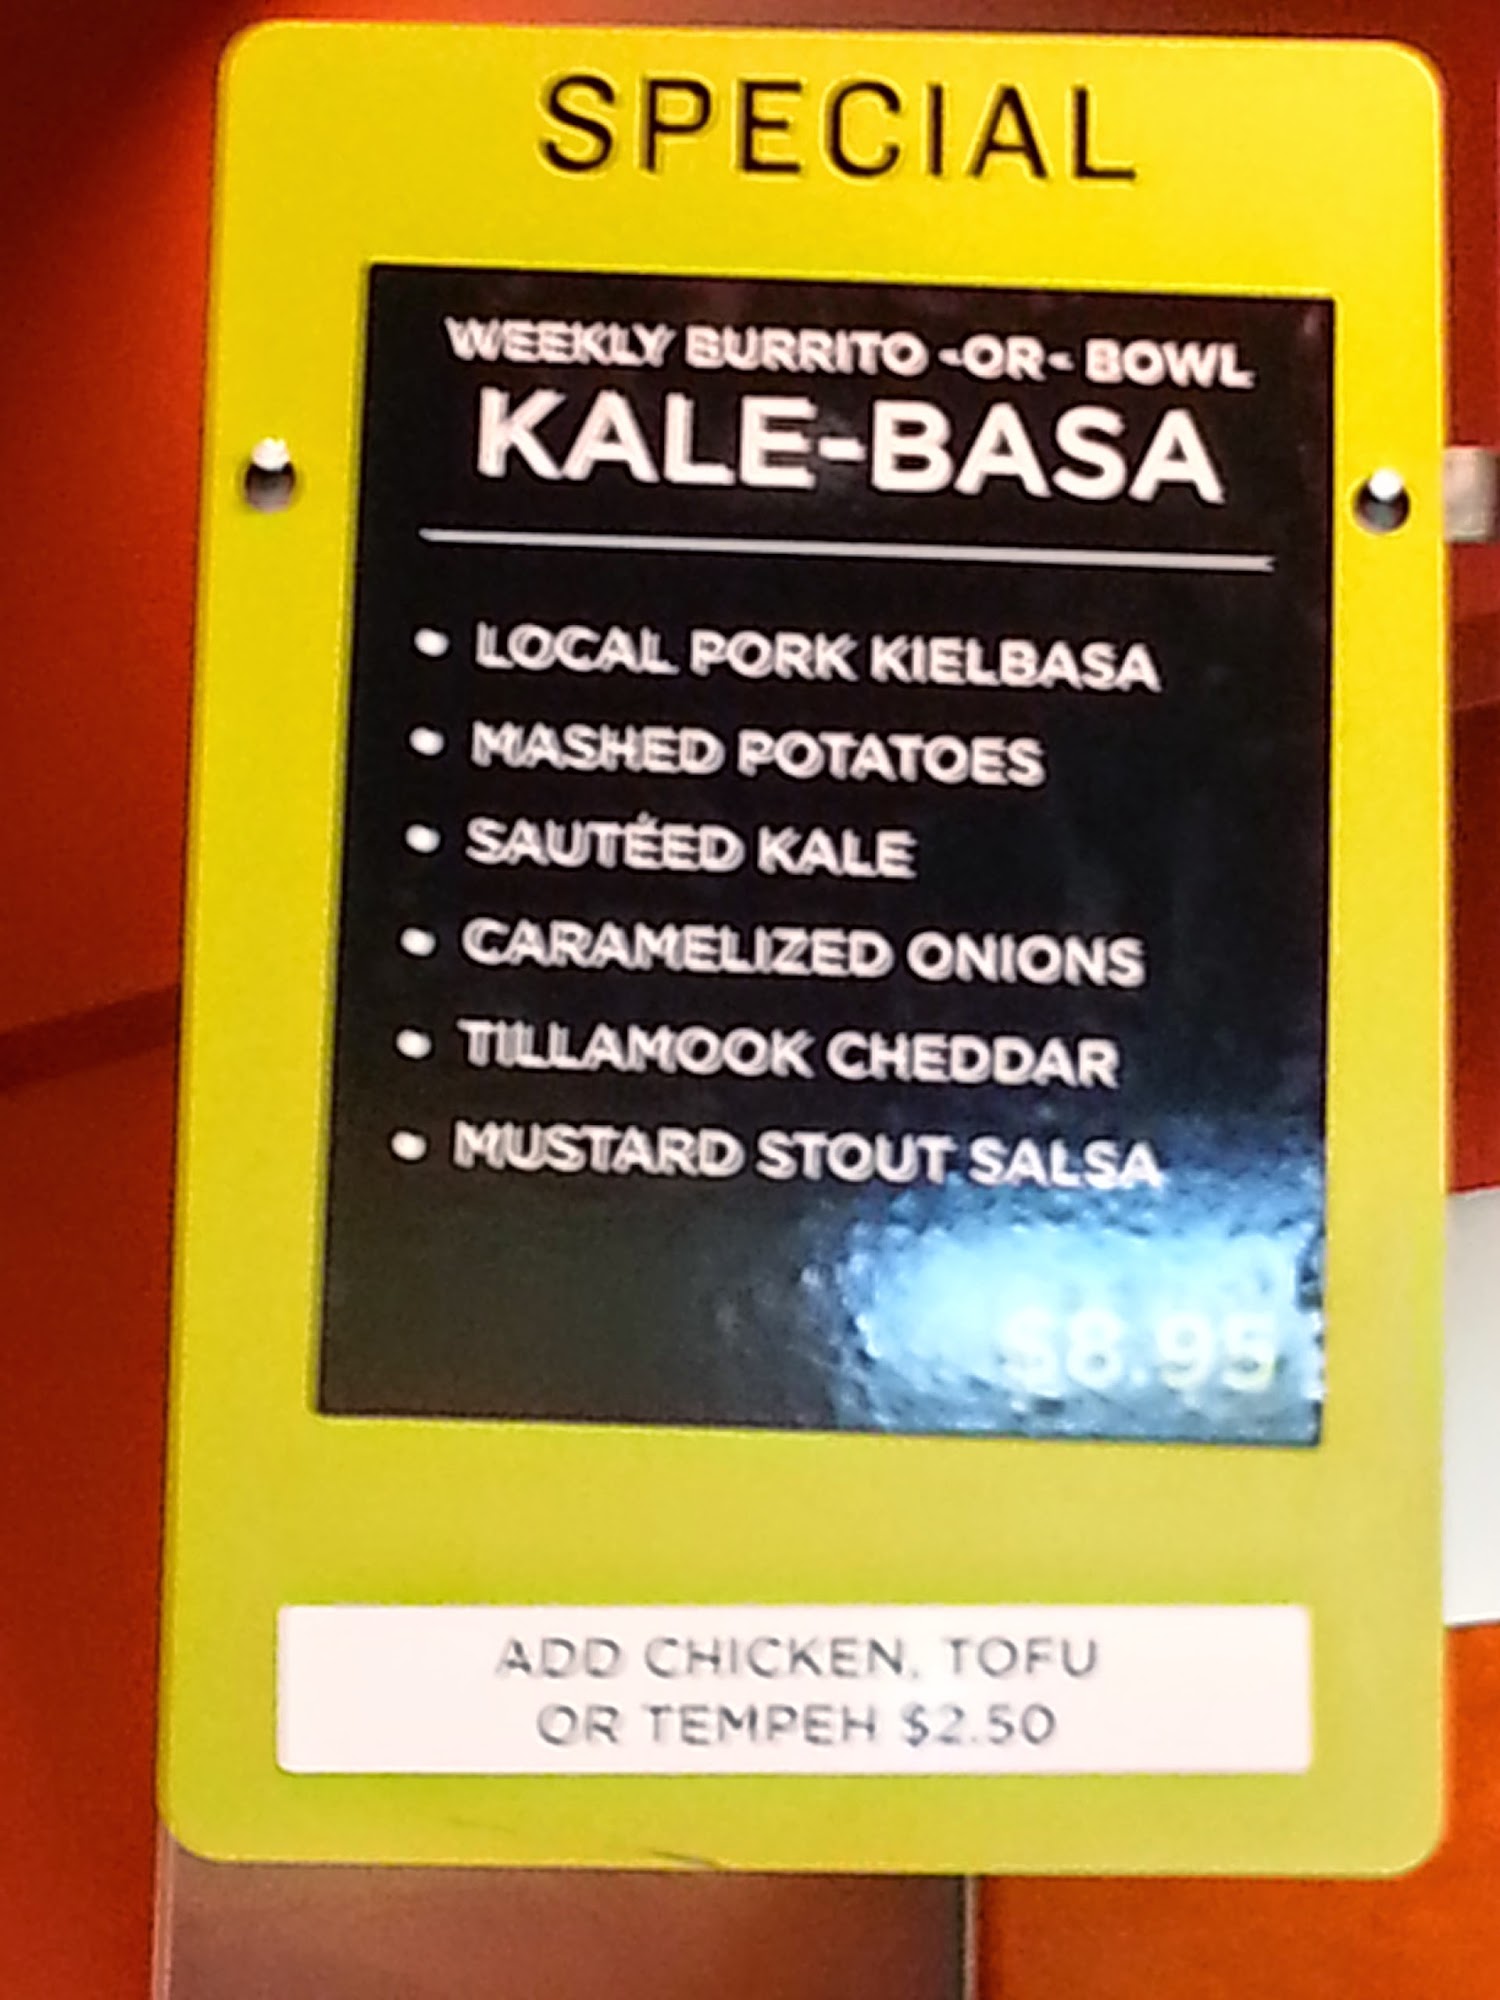 SPECIAL
WEEKLY BURRITO -OR- BOWL
KALE-BASA
• LOCAL PORK KIELBASA
• MASHED POTATOES
• SAUTÉED KALE
• CARAMELIZED ONIONS
• TILLAMOOK CHEDDAR
• MUSTARD STOUT SALSA
$8.95
ADD CHICKEN, TOFU
OR TEMPEH $2.50